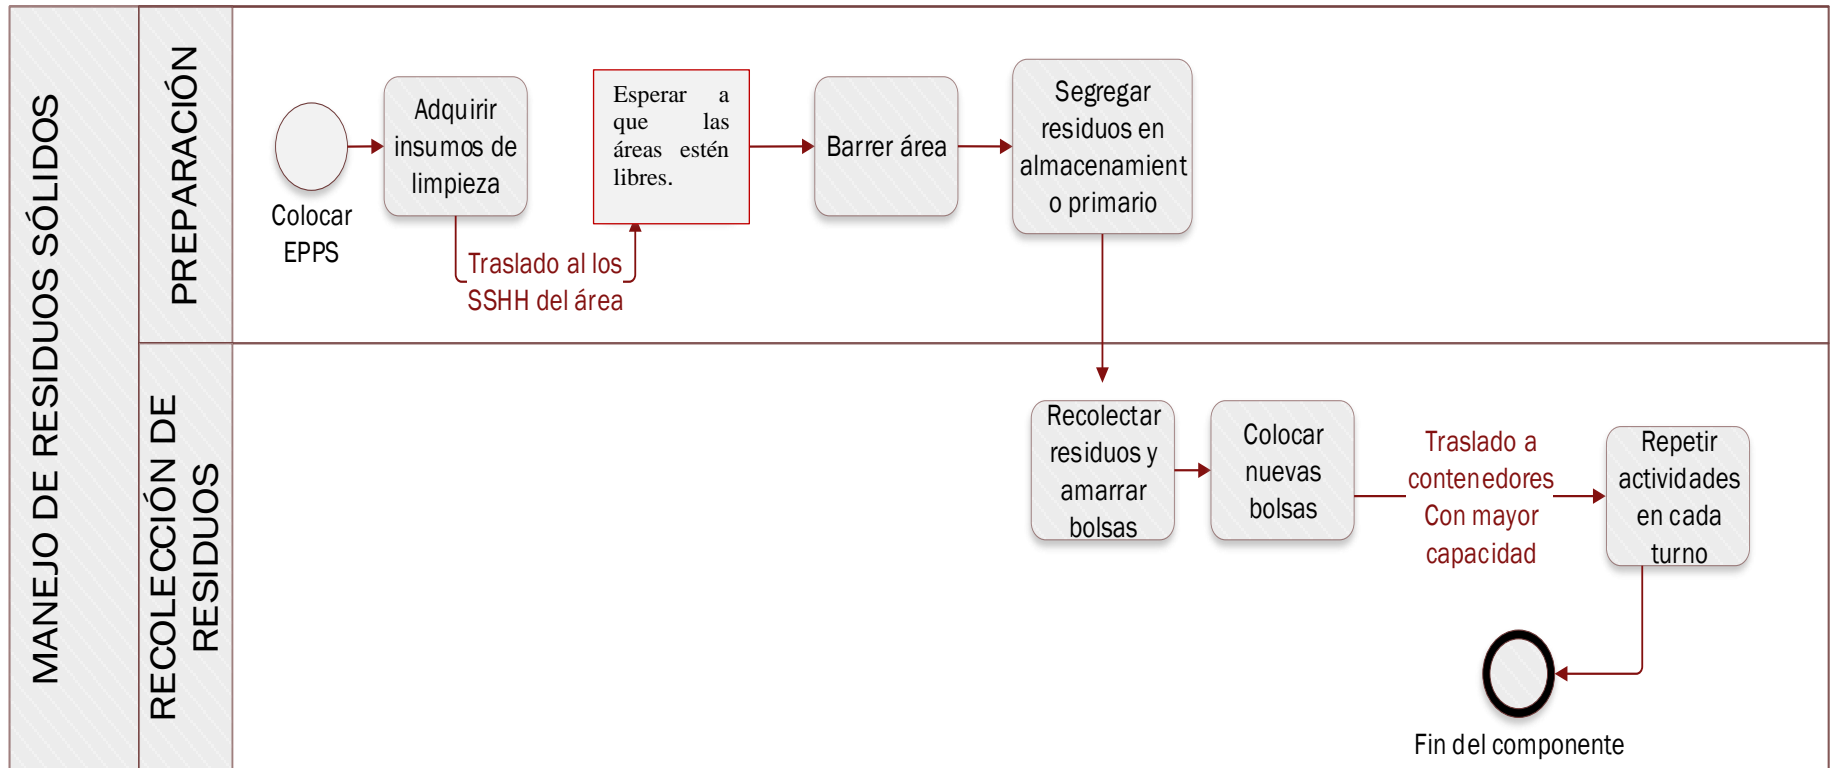 MANEJO DE RESIDUOS SÓLIDOS
PREPARACIÓN
Colocar
EPPS
Adquirir
insumos de
limpieza
Traslado al los
SSHH del área
Esperar a
que las
áreas estén
libres.
Barrer área
Segregar
residuos en
almacenamient
o primario
RECOLECCIÓN DE
RESIDUOS
Recolectar
residuos y
amarrar
bolsas
Colocar
nuevas
bolsas
Traslado a
contenedores
Con mayor
capacidad
Repetir
actividades
en cada
turno
Fin del componente